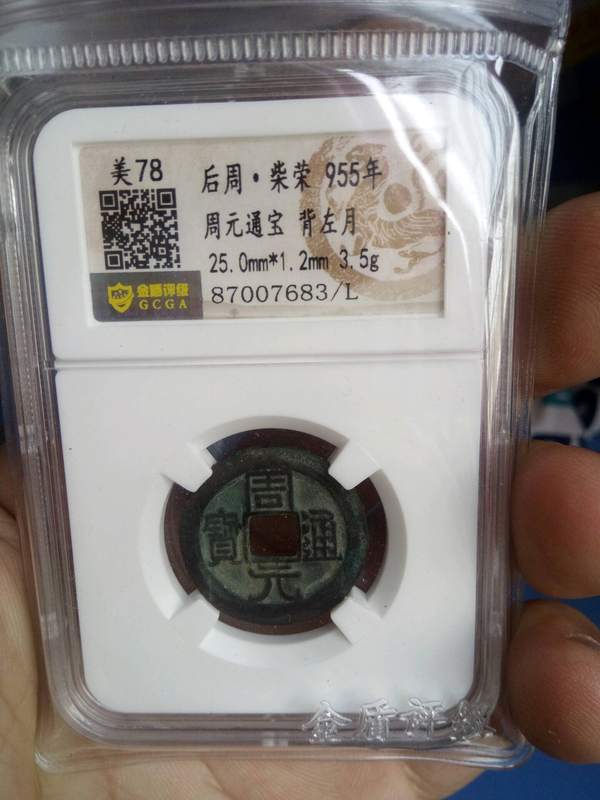 美78
后周·柴荣 955年
周元通宝 背左月
25.0mm*1.2mm 3.5g
金盾评级
GCGA
87007683/L
周
寶 通
元
金盾评级